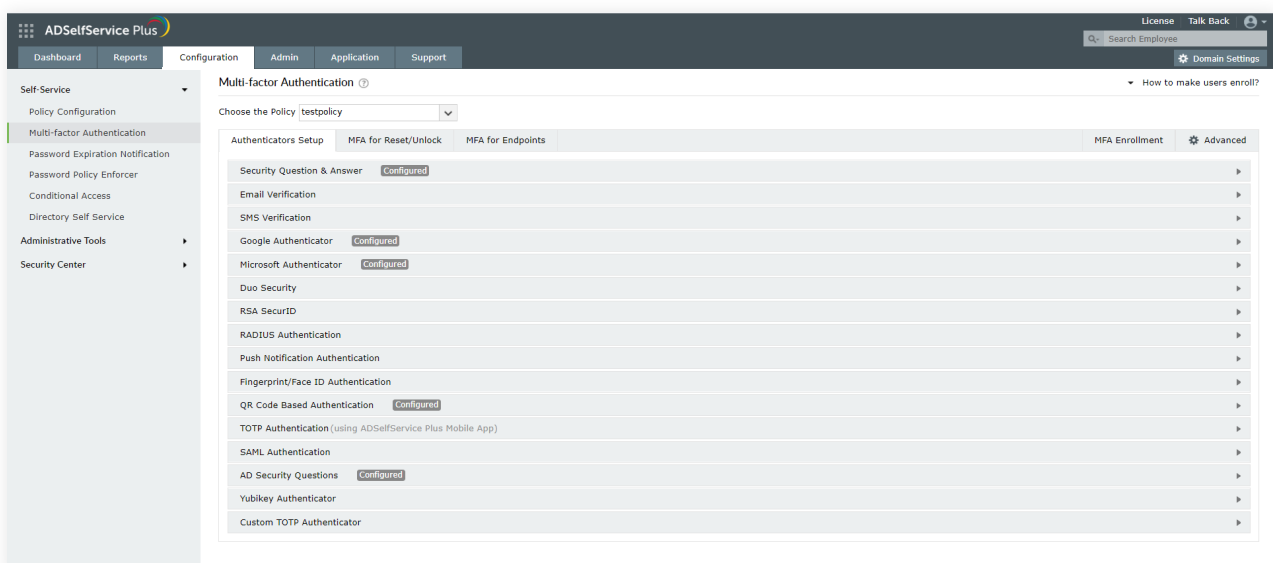 License Talk Back
ADSelfService Plus
Search Employee
Dashboard Reports Configuration Admin Application Support
Domain Settings
Self-Service
Policy Configuration
Multi-factor Authentication
Password Expiration Notification
Password Policy Enforcer
Conditional Access
Directory Self Service
Administrative Tools
Security Center
Multi-factor Authentication ?
How to make users enroll?
Choose the Policy testpolicy
Authenticators Setup MFA for Reset/Unlock MFA for Endpoints MFA Enrollment Advanced
Security Question & Answer Configured
Email Verification
SMS Verification
Google Authenticator Configured
Microsoft Authenticator Configured
Duo Security
RSA SecurID
RADIUS Authentication
Push Notification Authentication
Fingerprint/Face ID Authentication
QR Code Based Authentication Configured
TOTP Authentication (using ADSelfService Plus Mobile App)
SAML Authentication
AD Security Questions Configured
Yubikey Authenticator
Custom TOTP Authenticator